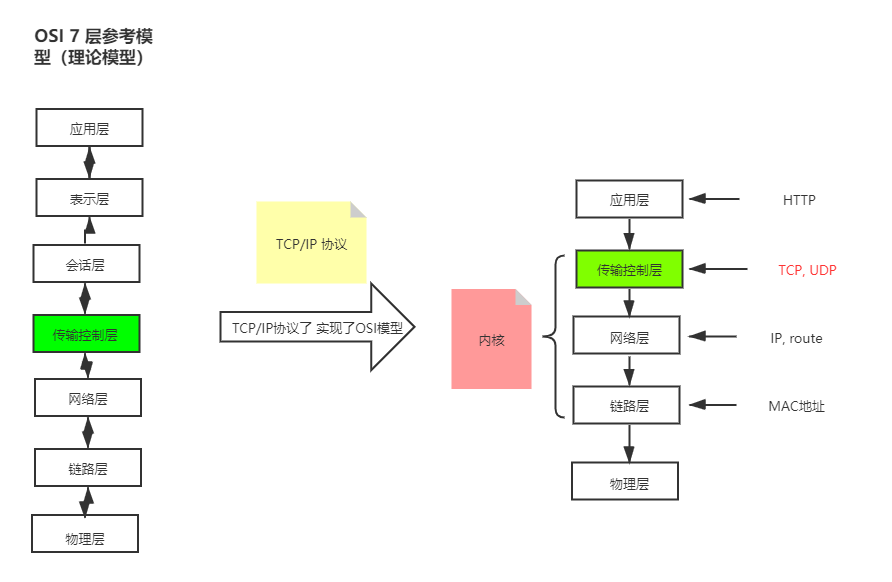 OSI 7 层参考模
型（理论模型）
应用层
表示层
会话层
传输控制层
网络层
链路层
物理层
TCP/IP 协议
TCP/IP协议了 实现了OSI模型
内核
应用层
HTTP
传输控制层
TCP, UDP
网络层
IP, route
链路层
MAC地址
物理层